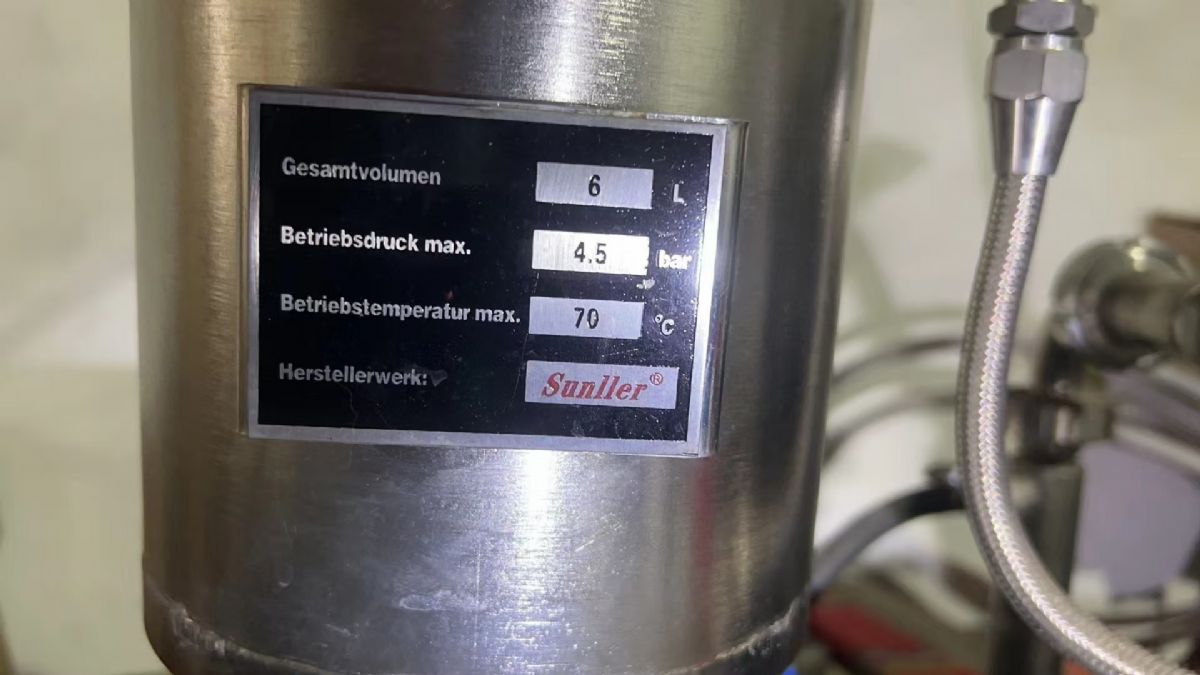 Gesamtvolumen 6 L
Betriebsdruck max. 4.5 bar
Betriebstemperatur max. 70 °C
Herstellerwerk: Sunller®